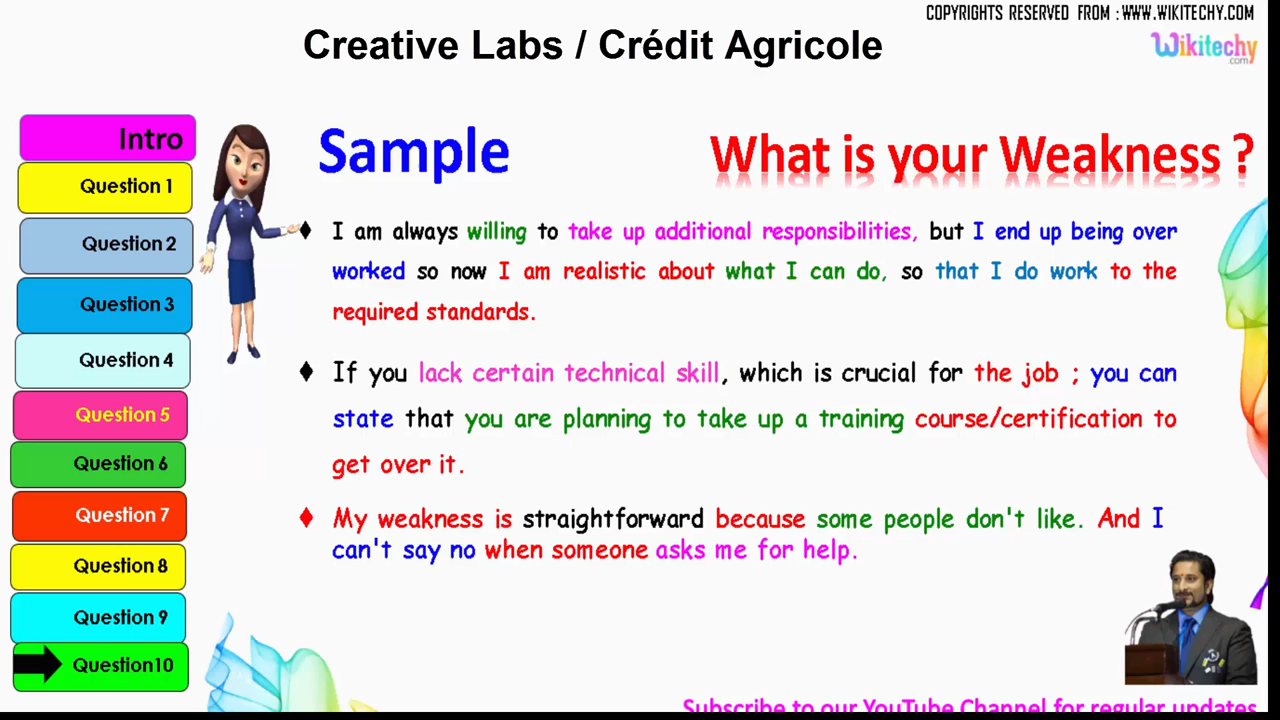 COPYRIGHTS RESERVED FROM : WWW.WIKITECHY.COM
Creative Labs / Crédit Agricole
Wikitechy
.com
Intro
Question 1
Question 2
Question 3
Question 4
Question 5
Question 6
Question 7
Question 8
Question 9
Question10
Sample
What is your Weakness ?
I am always willing to take up additional responsibilities, but I end up being over
worked so now I am realistic about what I can do, so that I do work to the
required standards.
If you lack certain technical skill, which is crucial for the job ; you can
state that you are planning to take up a training course/certification to
get over it.
My weakness is straightforward because some people don't like. And I
can't say no when someone asks me for help.
Subscribe to our YouTube Channel for regular updates